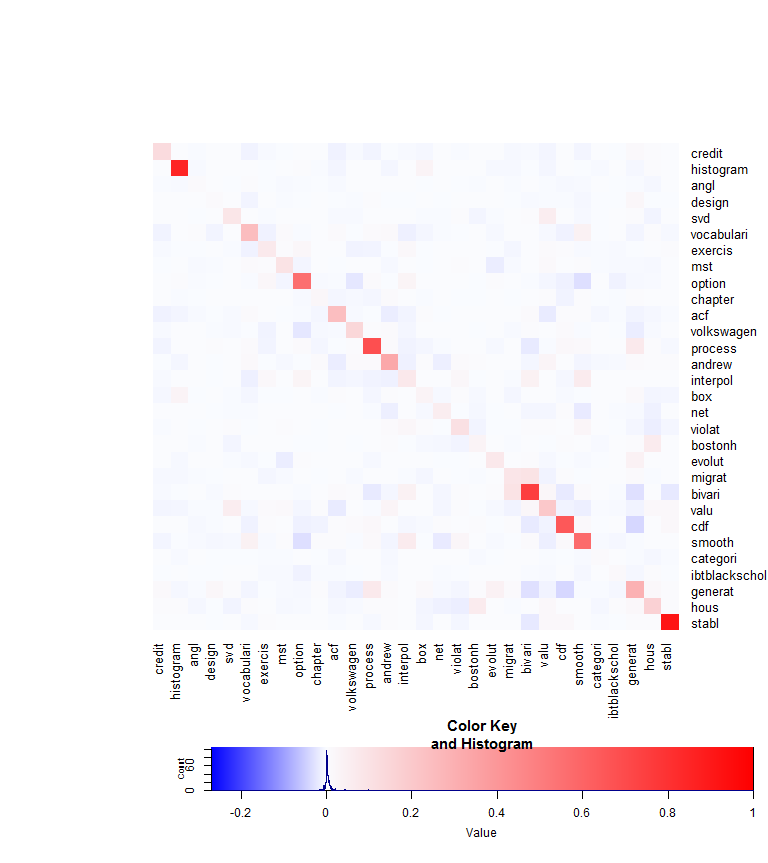 credit
histogram
angl
design
svd
vocabulari
exercis
mst
option
chapter
acf
volkswagen
process
andrew
interpol
box
net
violat
bostonh
evolut
migrat
bivari
valu
cdf
smooth
categori
ibtblackschol
generat
hous
stabl
credit histogram angl design svd vocabulari exercis mst option chapter acf volkswagen process andrew interpol box net violat bostonh evolut migrat bivari valu cdf smooth categori ibtblackschol generat hous stabl
Color Key
and Histogram
Count
0 60
-0.2 0 0.2 0.4 0.6 0.8 1
Value